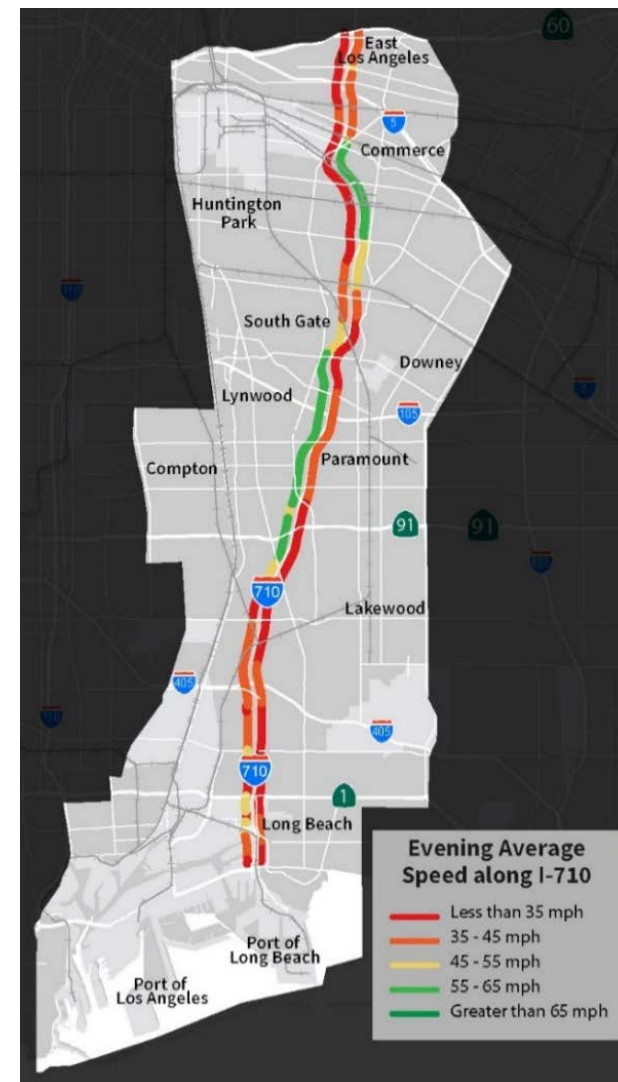 60
East
Los Angeles
5
Commerce
Huntington
Park
South Gate
Downey
Lynwood
5
105
Compton
Paramount
91
91
710
Lakewood
405
405
710
1
Long Beach
Evening Average
Speed along I-710
Less than 35 mph
35 - 45 mph
45 - 55 mph
55 - 65 mph
Greater than 65 mph
Port of
Long Beach
Port of
Los Angeles